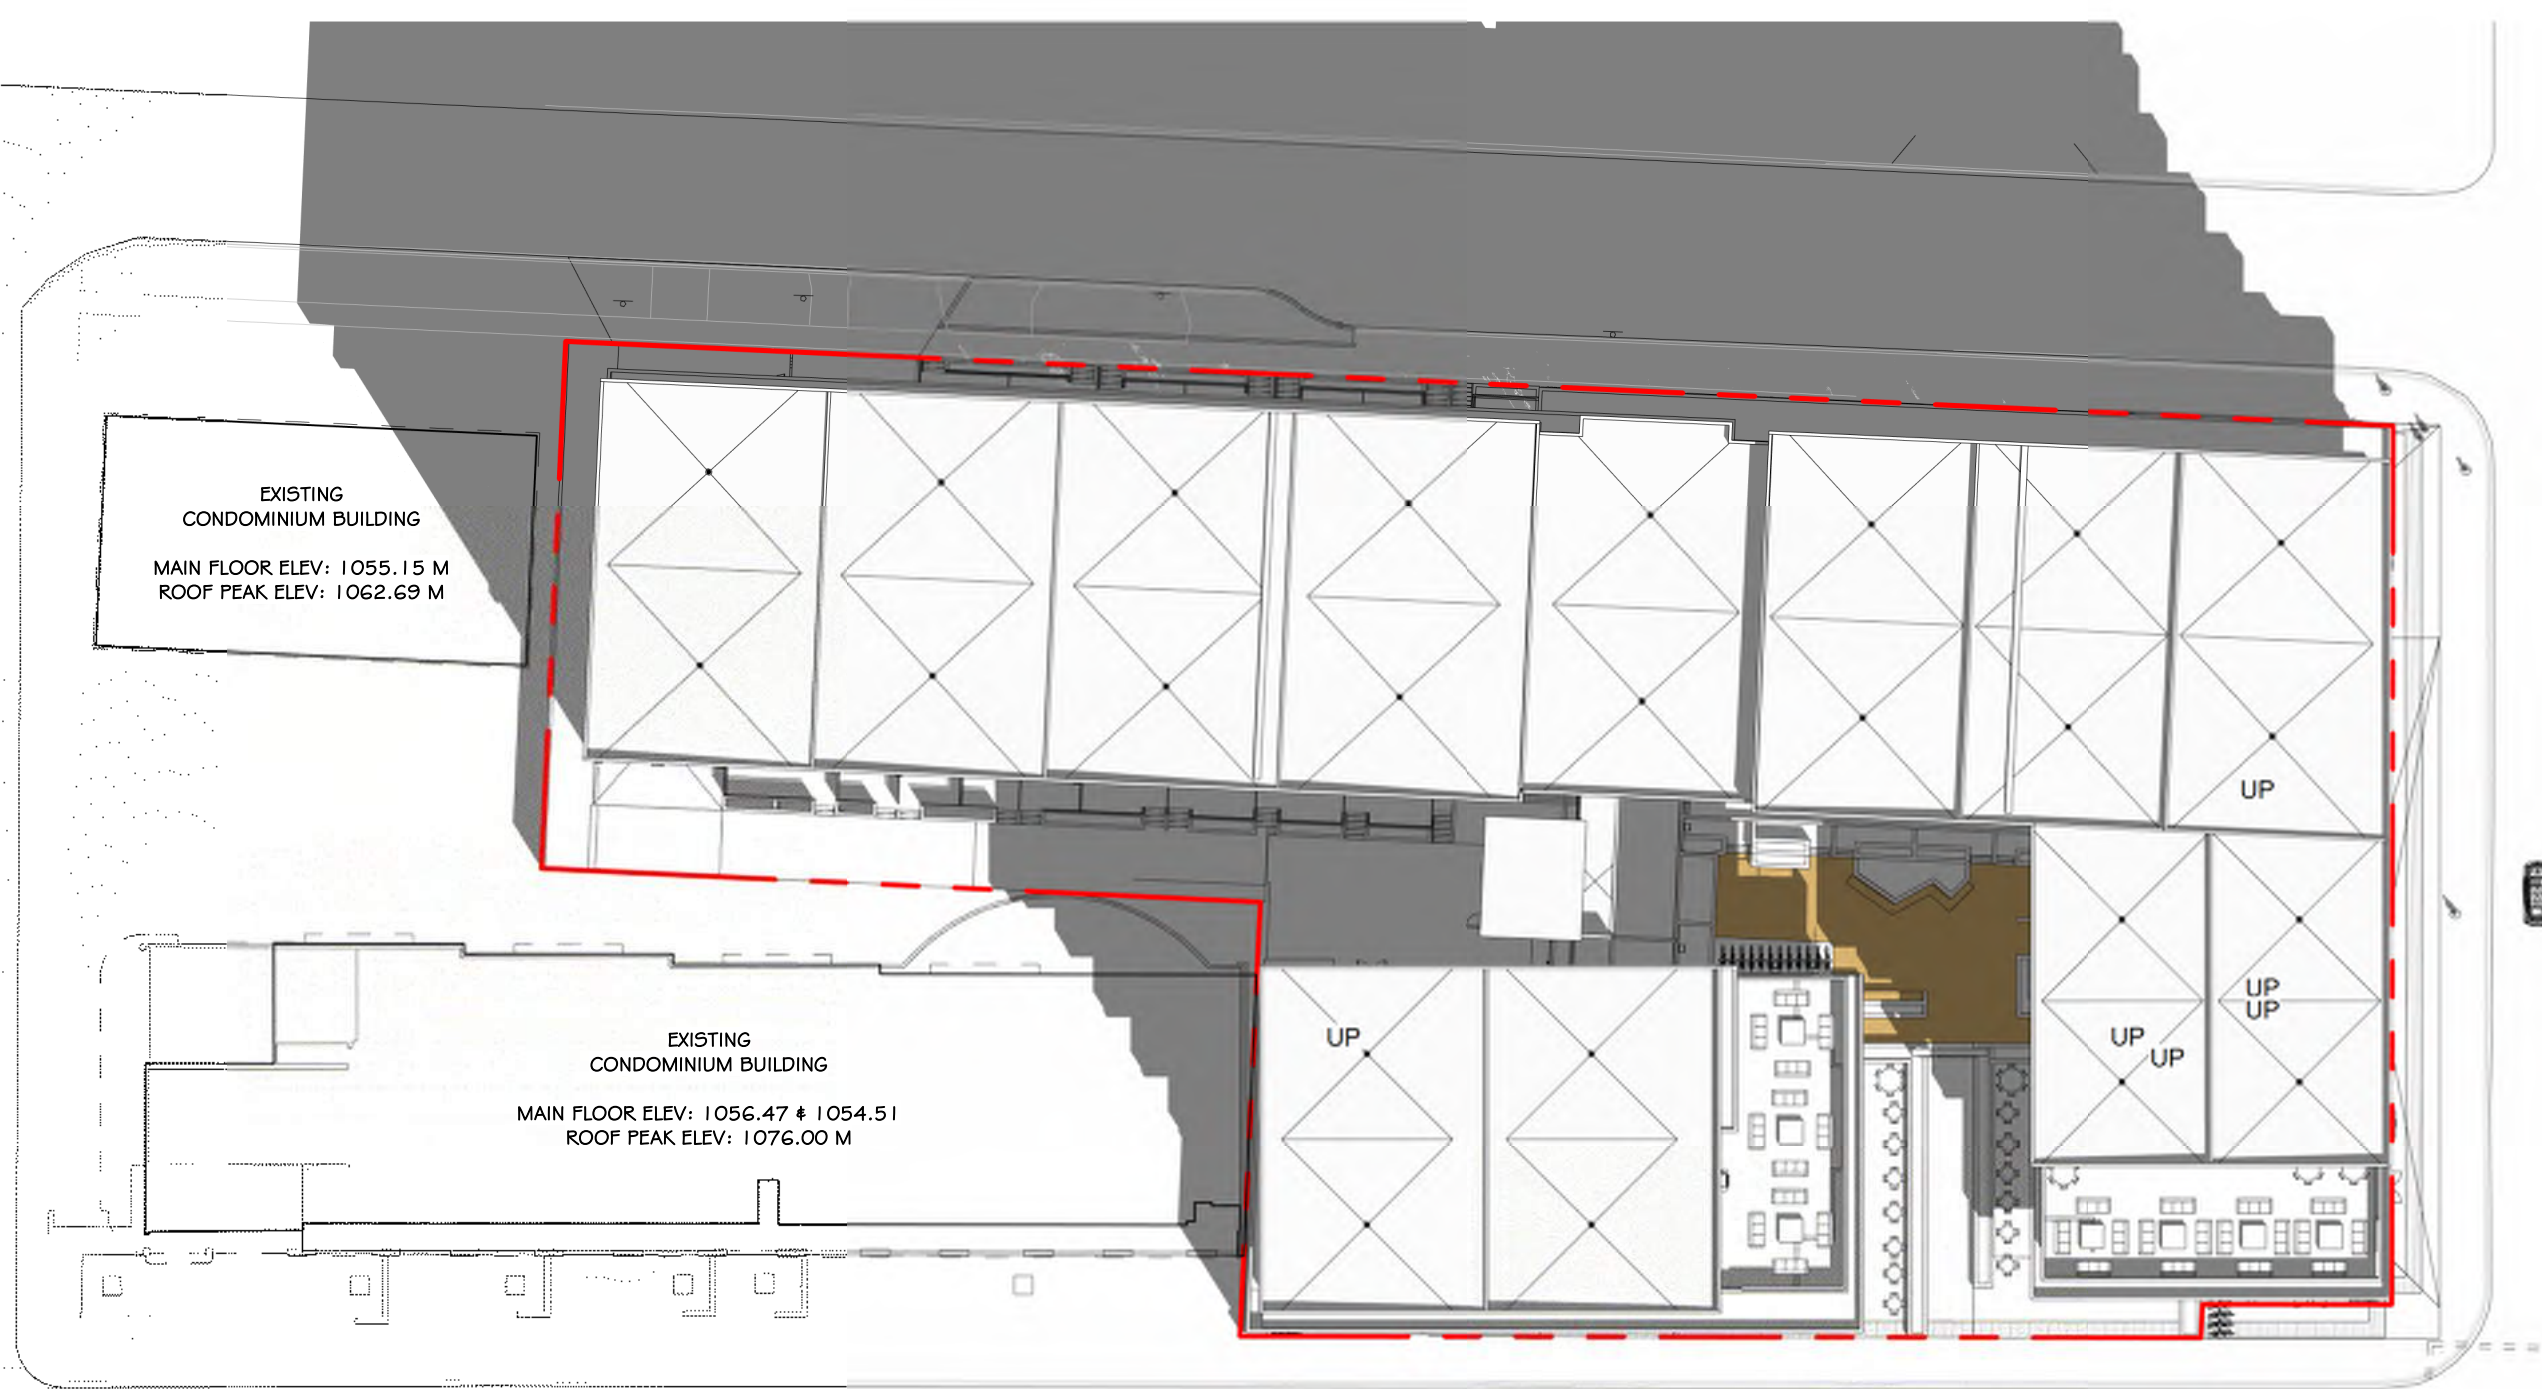 EXISTING
CONDOMINIUM BUILDING
MAIN FLOOR ELEV: 1055.15 M
ROOF PEAK ELEV: 1062.69 M
UP
UP
UP
UP
UP
UP
EXISTING
CONDOMINIUM BUILDING
MAIN FLOOR ELEV: 1056.47 & 1054.51
ROOF PEAK ELEV: 1076.00 M